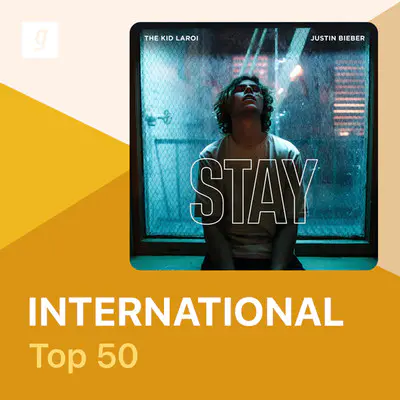 g
THE KID LAROI JUSTIN BIEBER
STAY
INTERNATIONAL
Top 50